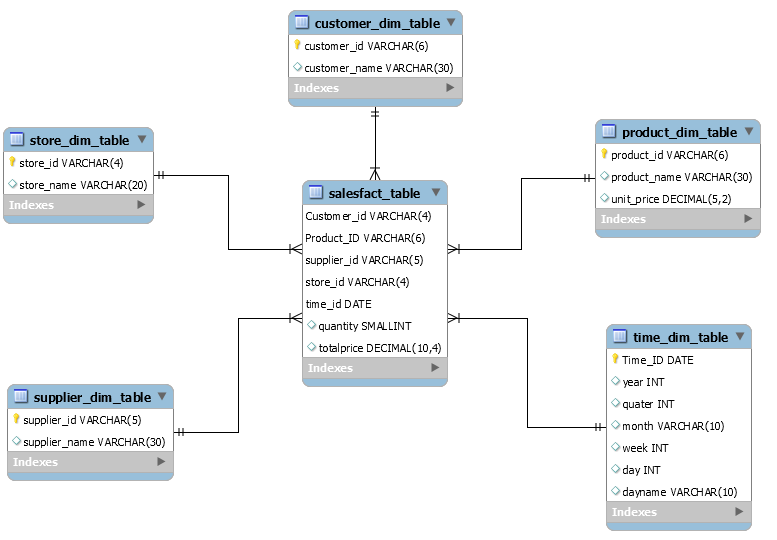 customer_dim_table
customer_id VARCHAR(6)
customer_name VARCHAR(30)
Indexes
store_dim_table
store_id VARCHAR(4)
store_name VARCHAR(20)
Indexes
product_dim_table
product_id VARCHAR(6)
product_name VARCHAR(30)
unit_price DECIMAL(5,2)
Indexes
salesfact_table
Customer_id VARCHAR(4)
Product_ID VARCHAR(6)
supplier_id VARCHAR(5)
store_id VARCHAR(4)
time_id DATE
quantity SMALLINT
totalprice DECIMAL(10,4)
Indexes
supplier_dim_table
supplier_id VARCHAR(5)
supplier_name VARCHAR(30)
Indexes
time_dim_table
Time_ID DATE
year INT
quater INT
month VARCHAR(10)
week INT
day INT
dayname VARCHAR(10)
Indexes